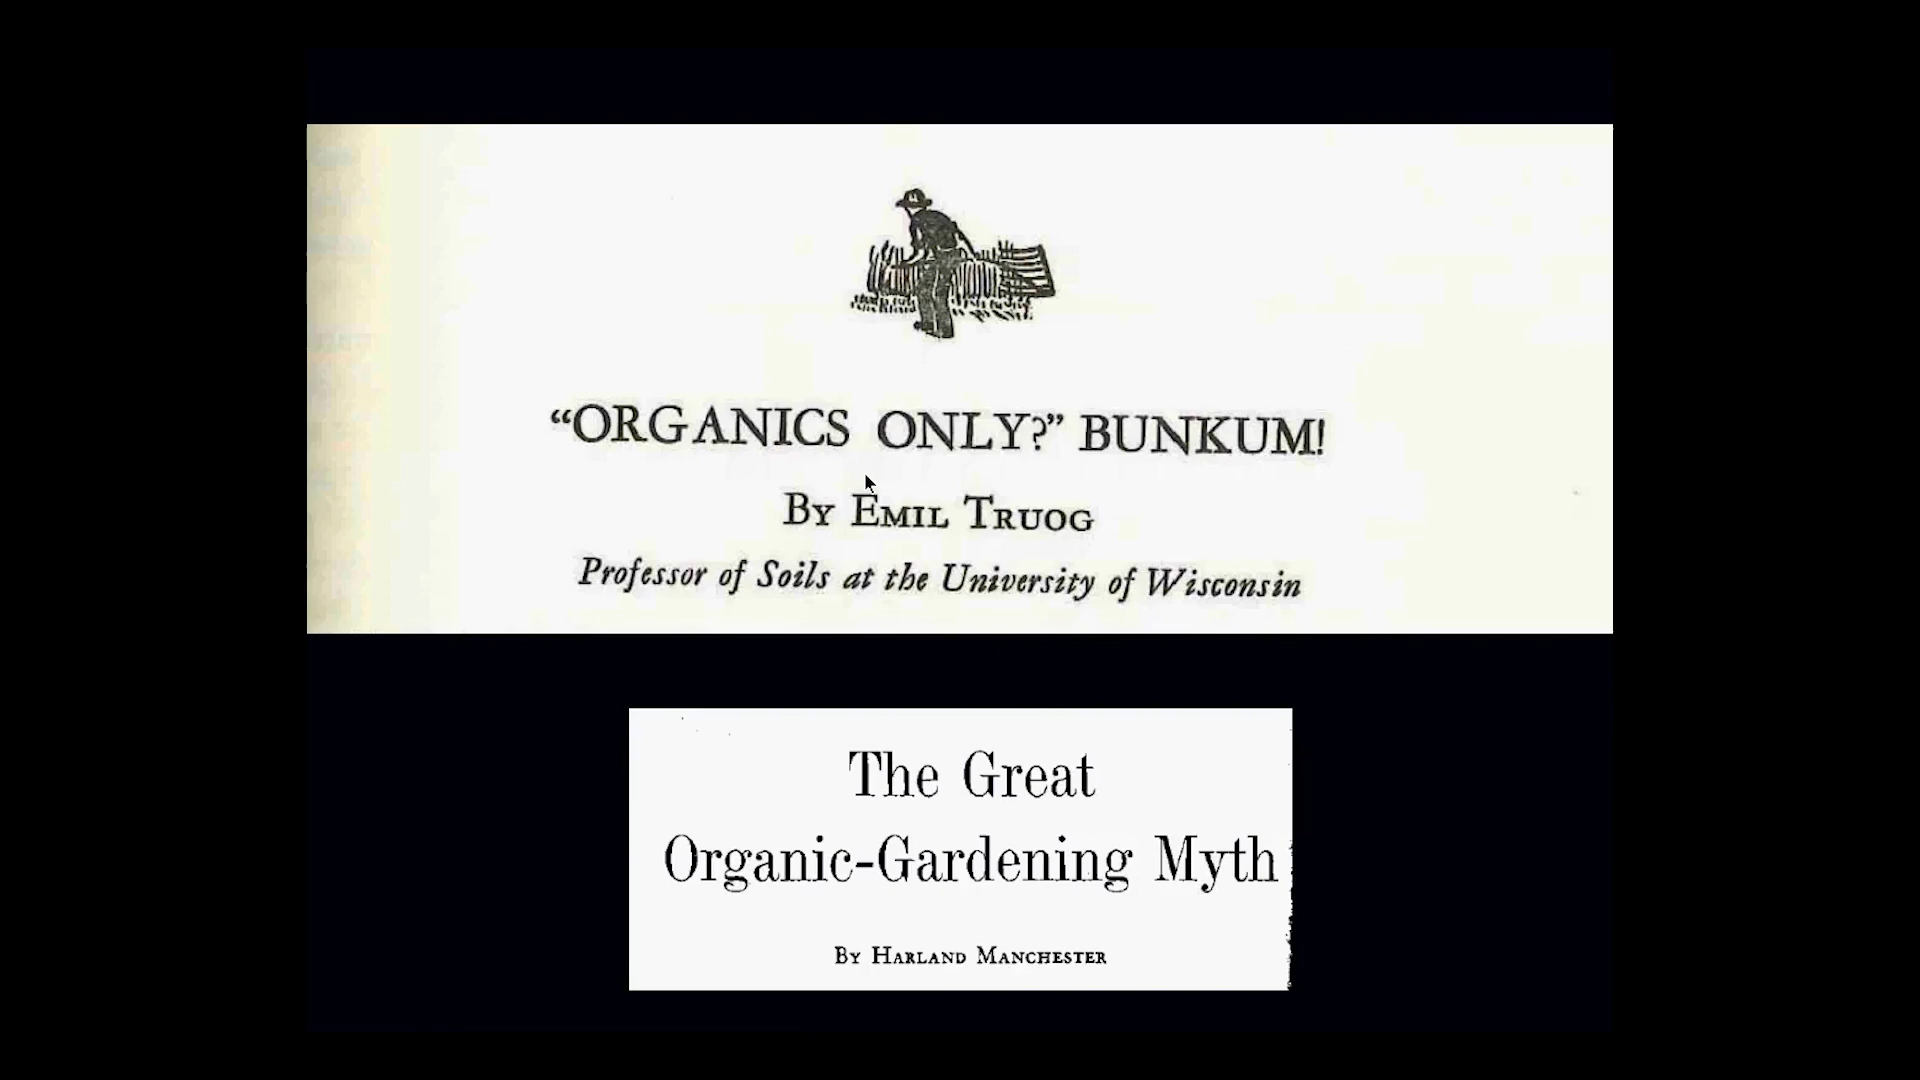 “ORGANICS ONLY?” BUNKUM!
By Emil Truog
Professor of Soils at the University of Wisconsin
The Great
Organic-Gardening Myth
By Harland Manchester